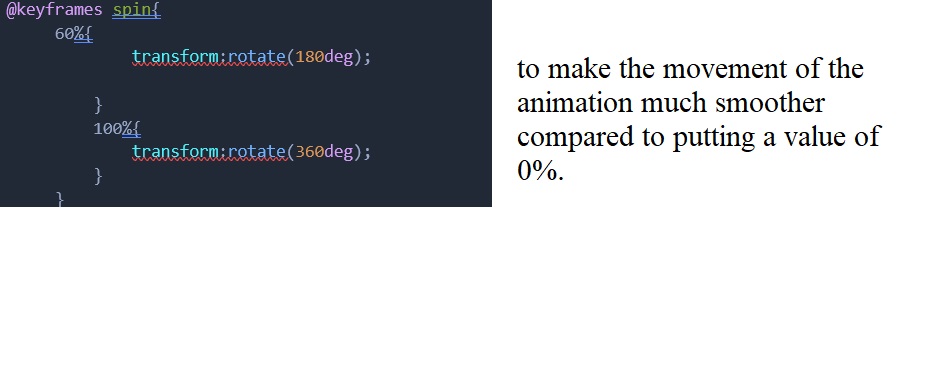 @keyframes spin{
60%{
transform:rotate(180deg);
}
100%{
transform:rotate(360deg);
}
}
to make the movement of the
animation much smoother
compared to putting a value of
0%.